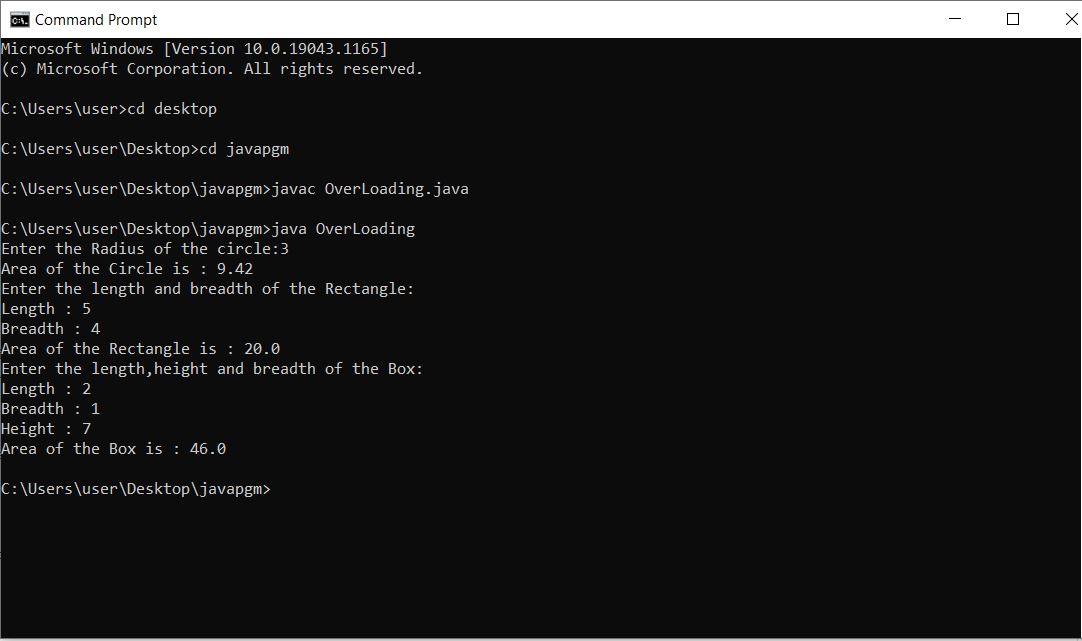 Command Prompt
Microsoft Windows [Version 10.0.19043.1165]
(c) Microsoft Corporation. All rights reserved.
C:\Users\user>cd desktop
C:\Users\user\Desktop>cd javapgm
C:\Users\user\Desktop\javapgm>javac OverLoading.java
C:\Users\user\Desktop\javapgm>java OverLoading
Enter the Radius of the circle:3
Area of the Circle is : 9.42
Enter the length and breadth of the Rectangle:
Length : 5
Breadth : 4
Area of the Rectangle is : 20.0
Enter the length,height and breadth of the Box:
Length : 2
Breadth : 1
Height : 7
Area of the Box is : 46.0
C:\Users\user\Desktop\javapgm>